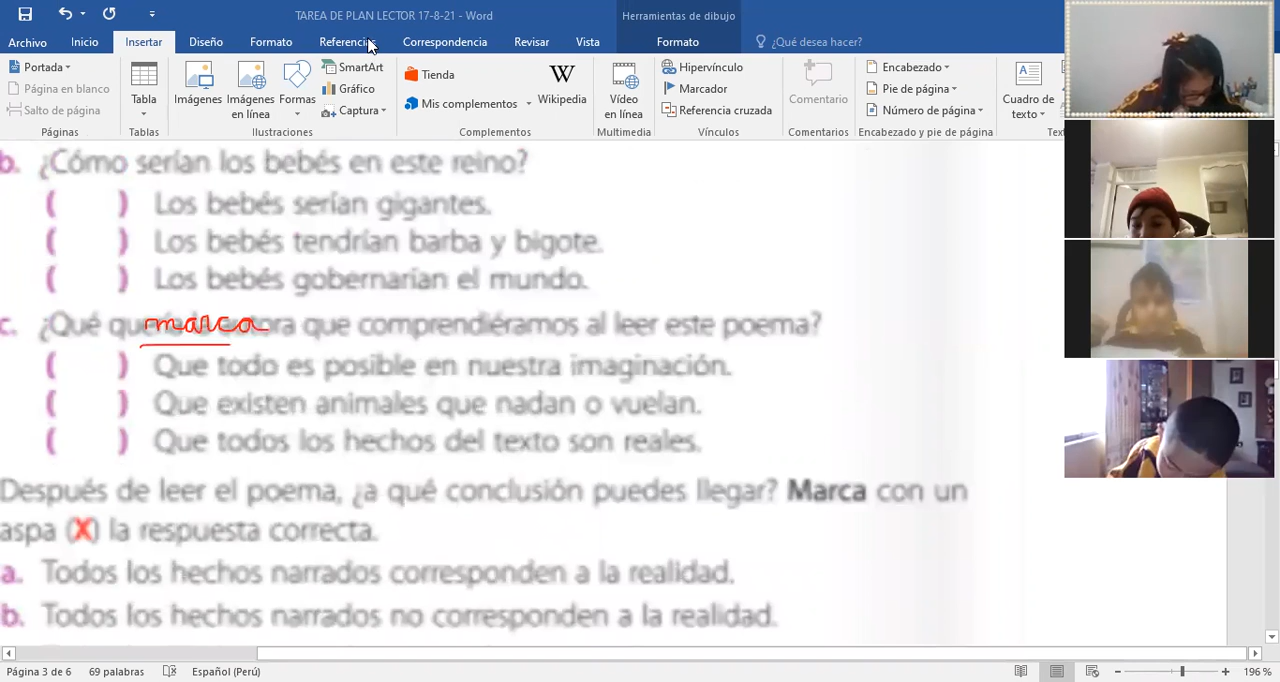 TAREA DE PLAN LECTOR 17-8-21 - Word
Herramientas de dibujo
Archivo Inicio Insertar Diseño Formato Referencias Correspondencia Revisar Vista Formato ¿Qué desea hacer?
Portada
Página en blanco
Salto de página
Páginas
Tabla
Tablas
Imágenes
Imágenes en línea
Formas
SmartArt
Gráfico
Captura
Ilustraciones
Tienda
Mis complementos
Wikipedia
Complementos
Vídeo en línea
Multimedia
Hipervínculo
Marcador
Referencia cruzada
Vínculos
Comentario
Comentarios
Encabezado
Pie de página
Número de página
Encabezado y pie de página
Cuadro de texto
b. ¿Cómo serían los bebés en este reino?
( ) Los bebés serían gigantes.
( ) Los bebés tendrían barba y bigote.
( ) Los bebés gobernarían el mundo.
c. ¿Qué quería la autora que comprendiéramos al leer este poema?
marca
( ) Que todo es posible en nuestra imaginación.
( ) Que existen animales que nadan o vuelan.
( ) Que todos los hechos del texto son reales.
Después de leer el poema, ¿a qué conclusión puedes llegar? Marca con un
aspa (X) la respuesta correcta.
a. Todos los hechos narrados corresponden a la realidad.
b. Todos los hechos narrados no corresponden a la realidad.
Página 3 de 6 69 palabras Español (Perú) 196 %